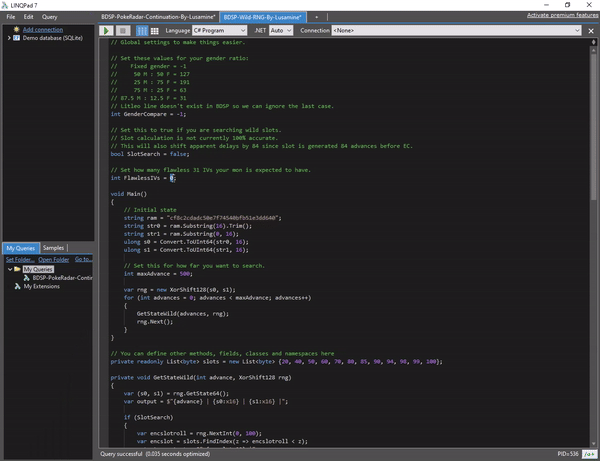 LINQPad 7
File Edit Query Help
BDSP-PokeRadar-Continuation-By-Lusamine* BDSP-Wild-RNG-By-Lusamine* +
Activate premium features
Add connection
Demo database (SQLite)
Language C# Program .NET Auto Connection <None>
// Global settings to make things easier.
// Set these values for your gender ratio:
// Fixed gender = -1
// 50 M : 50 F = 127
// 25 M : 75 F = 191
// 75 M : 25 F = 63
// 87.5 M : 12.5 F = 31
// Litleo line doesn't exist in BDSP so we can ignore the last case.
int GenderCompare = -1;
// Set this to true if you are searching wild slots.
// Slot calculation is not currently 100% accurate.
// This will also shift apparent delays by 84 since slot is generated 84 advances before EC.
bool SlotSearch = false;
// Set how many flawless 31 IVs your mon is expected to have.
int FlawlessIVs = 0;
void Main()
{
// Initial state
string ram = "cf8c2cdadc50e7f74540bfb51e3dd640";
string str0 = ram.Substring(16).Trim();
string str1 = ram.Substring(0, 16);
ulong s0 = Convert.ToUInt64(str0, 16);
ulong s1 = Convert.ToUInt64(str1, 16);
// Set this for how far you want to search.
int maxAdvance = 500;
var rng = new XorShift128(s0, s1);
for (int advances = 0; advances < maxAdvance; advances++)
{
GetStateWild(advances, rng);
rng.Next();
}
}
// You can define other methods, fields, classes and namespaces here
private readonly List<byte> slots = new List<byte> {20, 40, 50, 60, 70, 80, 85, 90, 94, 98, 99, 100};
private void GetStateWild(int advance, XorShift128 rng)
{
var (s0, s1) = rng.GetState64();
var output = $"{advance} | {s0:x16} | {s1:x16} |";
if (SlotSearch)
{
var encslotroll = rng.NextInt(0, 100);
var encslot = slots.FindIndex(z => encslotroll < z);
My Queries Samples
Set Folder... Open Folder Go to...
My Queries
BDSP-PokeRadar-Contin
My Extensions
Query successful (0.035 seconds optimized)
PID=536 /o+